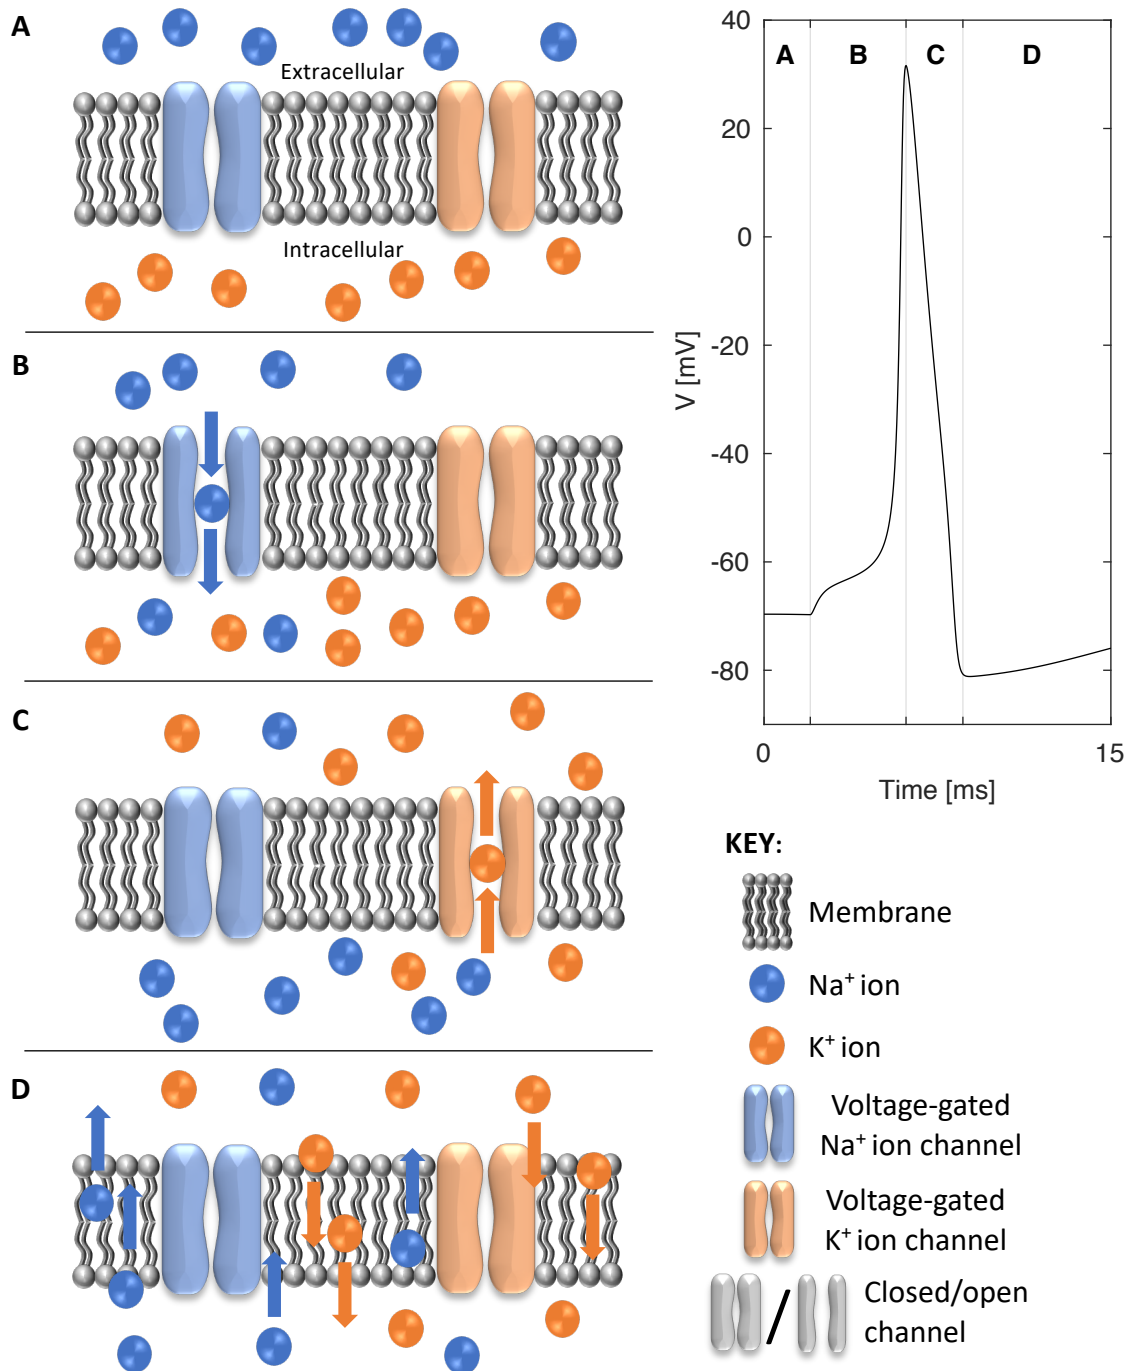 A
Extracellular
Intracellular
B
C
D
40
20
0
-20
-40
-60
-80
V [mV]
A B C D
0 15
Time [ms]
KEY:
Membrane
Na⁺ ion
K⁺ ion
Voltage-gated
Na⁺ ion channel
Voltage-gated
K⁺ ion channel
Closed/open
channel